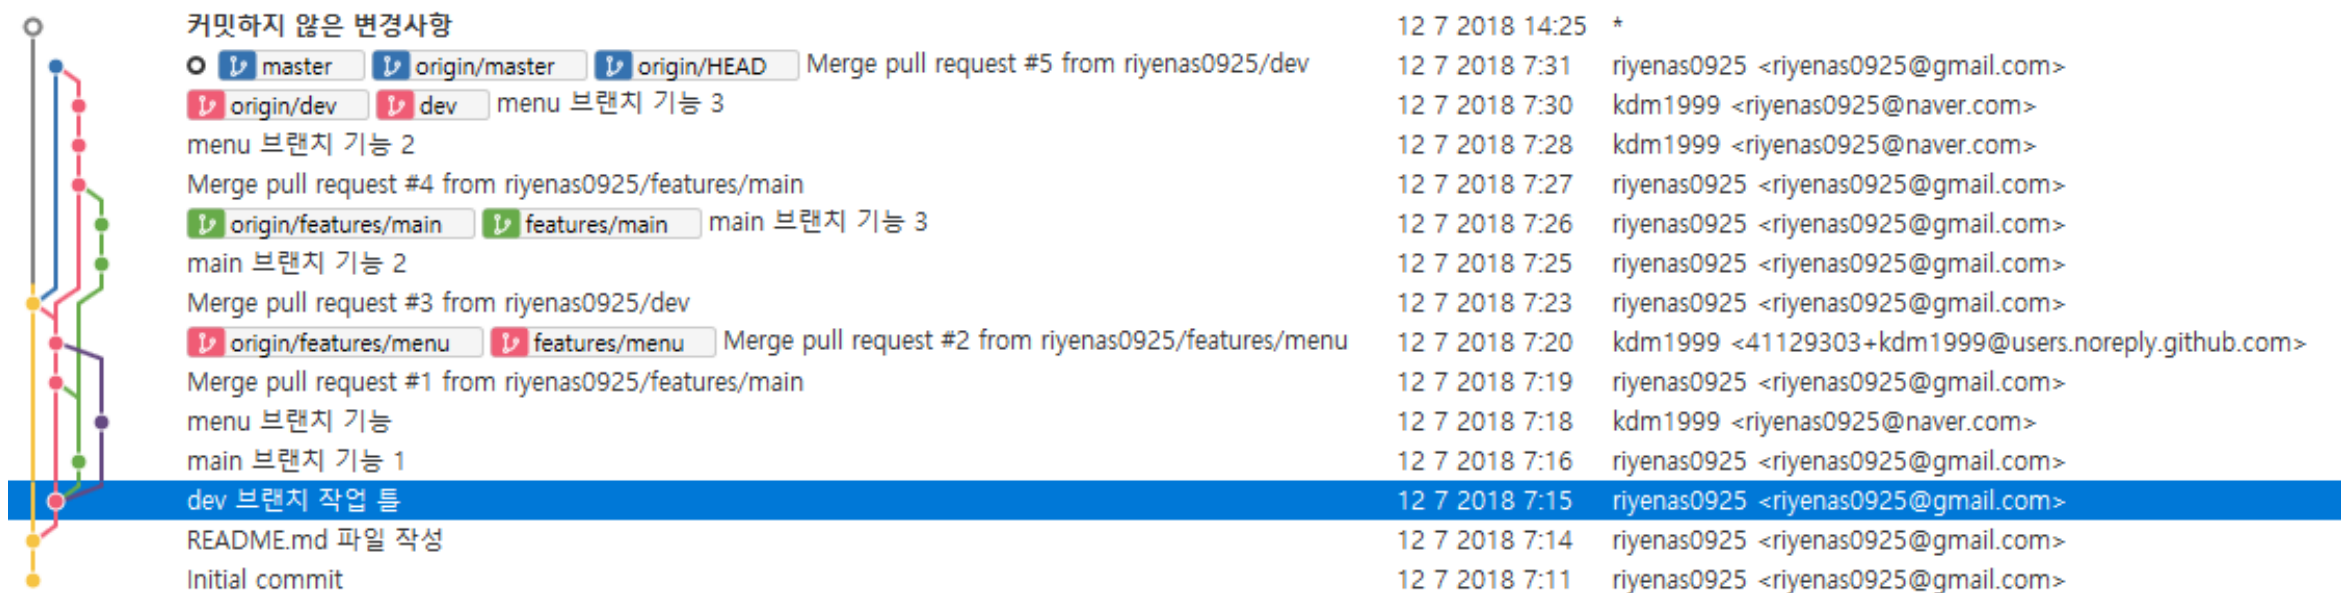 커밋하지 않은 변경사항 12 7 2018 14:25 *
master origin/master origin/HEAD Merge pull request #5 from riyenas0925/dev 12 7 2018 7:31 riyenas0925 <riyenas0925@gmail.com>
origin/dev dev menu 브랜치 기능 3 12 7 2018 7:30 kdm1999 <riyenas0925@naver.com>
menu 브랜치 기능 2 12 7 2018 7:28 kdm1999 <riyenas0925@naver.com>
Merge pull request #4 from riyenas0925/features/main 12 7 2018 7:27 riyenas0925 <riyenas0925@gmail.com>
origin/features/main features/main main 브랜치 기능 3 12 7 2018 7:26 riyenas0925 <riyenas0925@gmail.com>
main 브랜치 기능 2 12 7 2018 7:25 riyenas0925 <riyenas0925@gmail.com>
Merge pull request #3 from riyenas0925/dev 12 7 2018 7:23 riyenas0925 <riyenas0925@gmail.com>
origin/features/menu features/menu Merge pull request #2 from riyenas0925/features/menu 12 7 2018 7:20 kdm1999 <41129303+kdm1999@users.noreply.github.com>
Merge pull request #1 from riyenas0925/features/main 12 7 2018 7:19 riyenas0925 <riyenas0925@gmail.com>
menu 브랜치 기능 12 7 2018 7:18 kdm1999 <riyenas0925@naver.com>
main 브랜치 기능 1 12 7 2018 7:16 riyenas0925 <riyenas0925@gmail.com>
dev 브랜치 작업 틀 12 7 2018 7:15 riyenas0925 <riyenas0925@gmail.com>
README.md 파일 작성 12 7 2018 7:14 riyenas0925 <riyenas0925@gmail.com>
Initial commit 12 7 2018 7:11 riyenas0925 <riyenas0925@gmail.com>